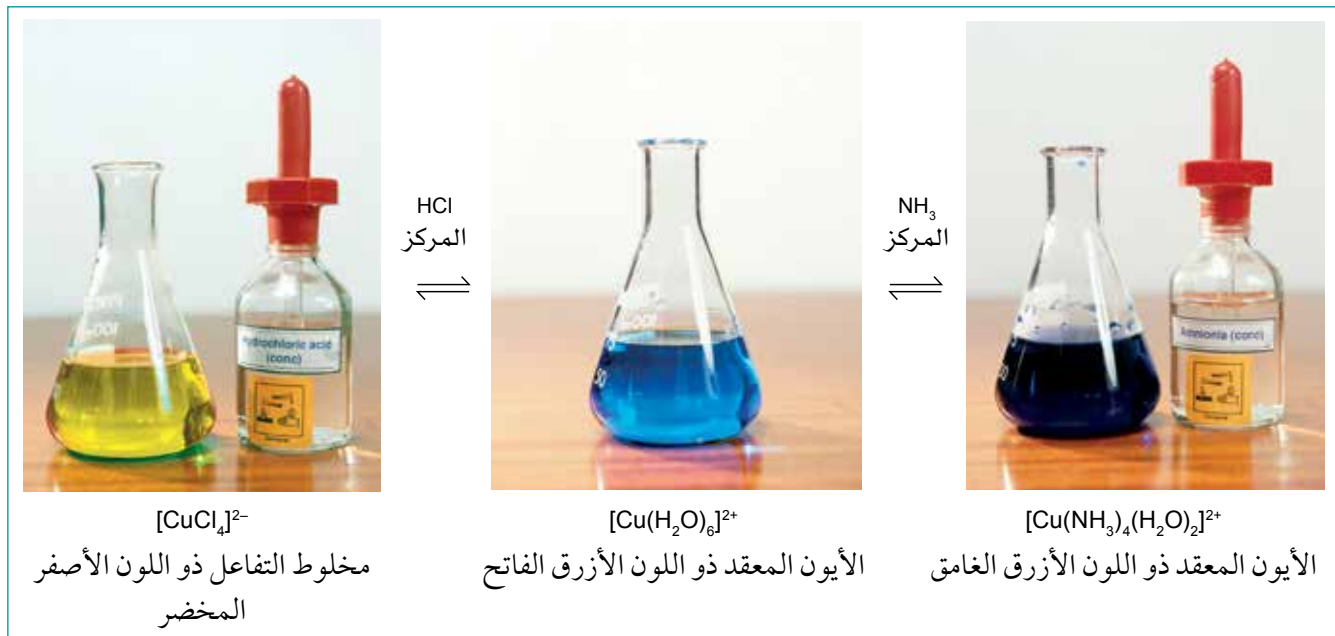 HCl
المركز
⇌
NH₃
المركز
⇌
Hydrochloric acid
(conc)
50
Ammonia (conc)
[CuCl₄]²⁻
مخلوط التفاعل ذو اللون الأصفر
المخضر
[Cu(H₂O)₆]²⁺
الأيون المعقد ذو اللون الأزرق الفاتح
[Cu(NH₃)₄(H₂O)₂]²⁺
الأيون المعقد ذو اللون الأزرق الغامق